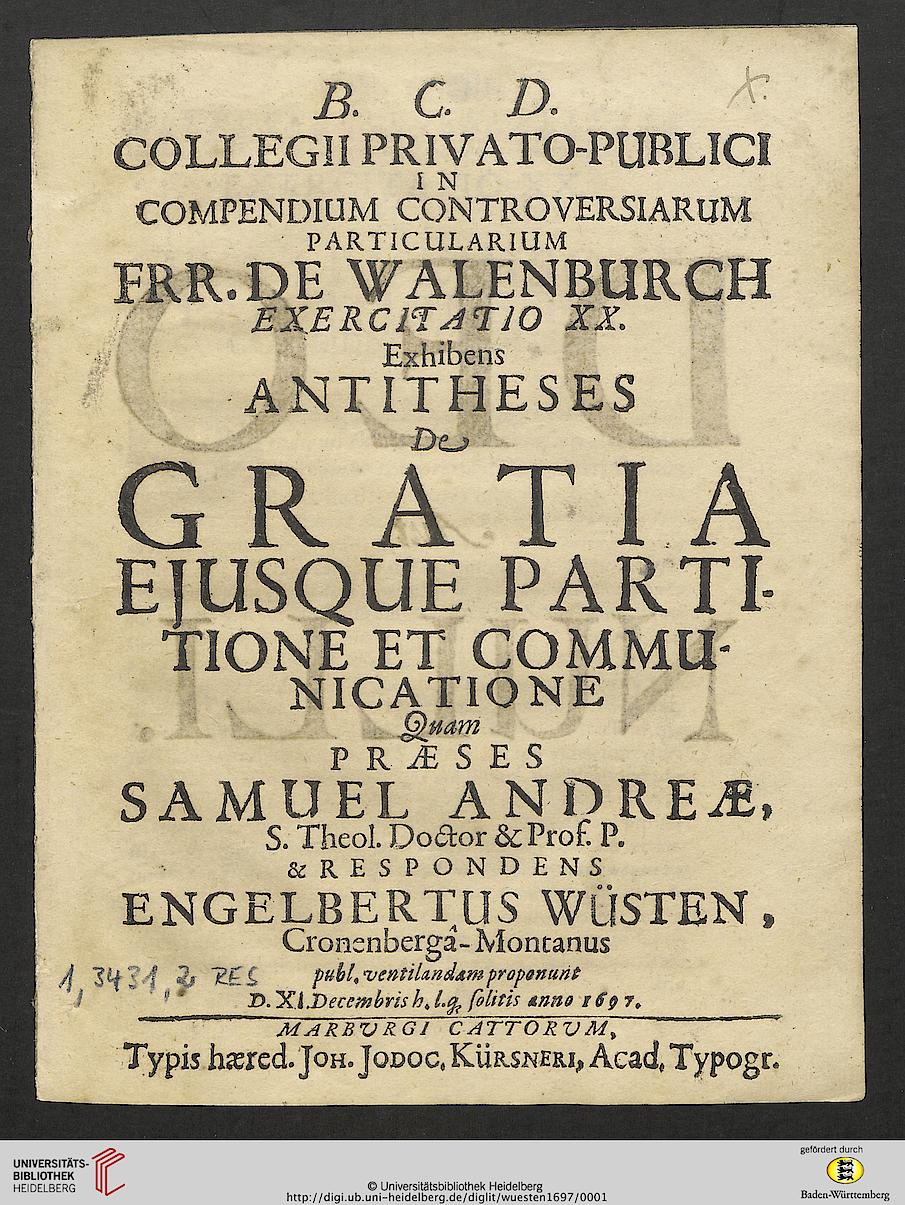 B. C. D.
COLLEGII PRIVATO-PUBLICI
IN
COMPENDIUM CONTROVERSIARUM
PARTICULARIUM
FRR. DE WALENBURCH
EXERCITATIO XX.
Exhibens
ANTITHESES
De
GRATIA
EJUSQUE PARTI-
TIONE ET COMMU-
NICATIONE
Quam
PRÆSES
SAMUEL ANDREÆ,
S. Theol. Doctor & Prof. P.
& RESPONDENS
ENGELBERTUS WÜSTEN,
Cronenbergâ-Montanus
publ. ventilandam proponunt
D. XI. Decembris h. l. q; solitis anno 1697.
MARBURGI CATTORUM,
Typis hæred. JOH. JODOC. KÜRSNERI, Acad. Typogr.
1, 3431, 2 RES
UNIVERSITÄTS-
BIBLIOTHEK
HEIDELBERG
© Universitätsbibliothek Heidelberg
http://digi.ub.uni-heidelberg.de/diglit/wuesten1697/0001
gefördert durch
Baden-Württemberg